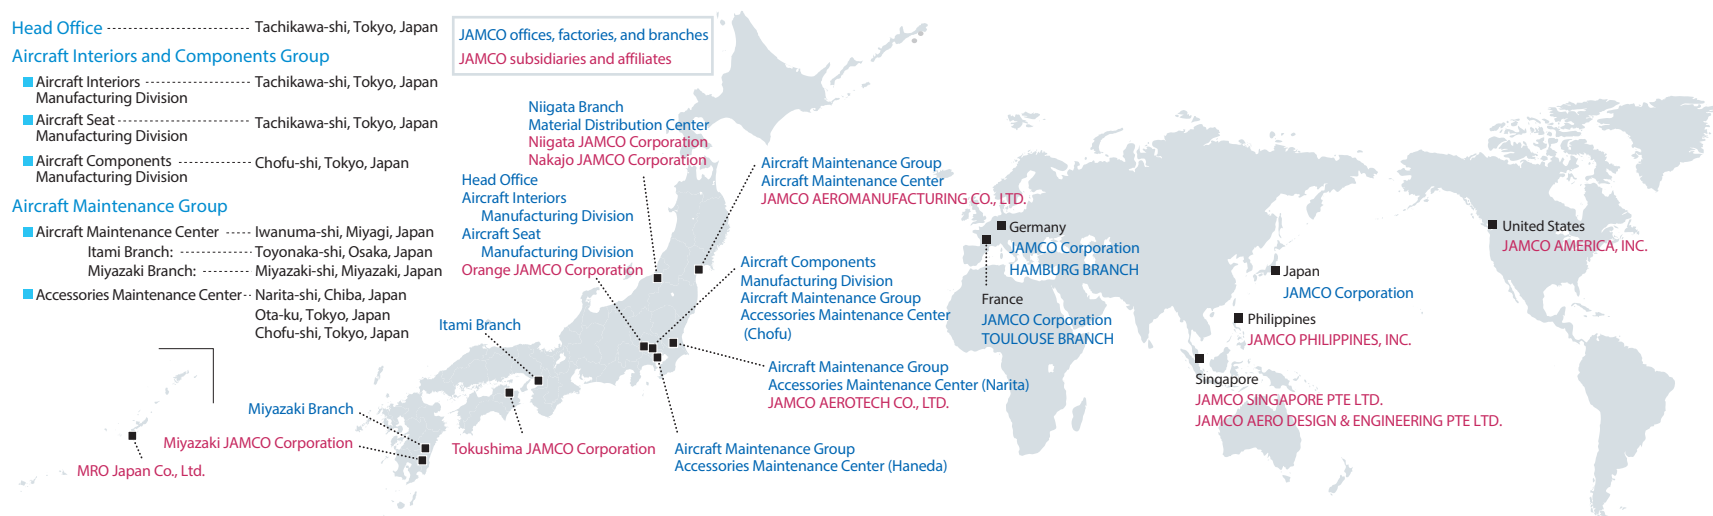 Head Office Tachikawa-shi, Tokyo, Japan
Aircraft Interiors and Components Group
Aircraft Interiors Tachikawa-shi, Tokyo, Japan
Manufacturing Division
Aircraft Seat Tachikawa-shi, Tokyo, Japan
Manufacturing Division
Aircraft Components Chofu-shi, Tokyo, Japan
Manufacturing Division
Aircraft Maintenance Group
Aircraft Maintenance Center Iwanuma-shi, Miyagi, Japan
Itami Branch: Toyonaka-shi, Osaka, Japan
Miyazaki Branch: Miyazaki-shi, Miyazaki, Japan
Accessories Maintenance Center Narita-shi, Chiba, Japan
Ota-ku, Tokyo, Japan
Chofu-shi, Tokyo, Japan
JAMCO offices, factories, and branches
JAMCO subsidiaries and affiliates
Niigata Branch
Material Distribution Center
Niigata JAMCO Corporation
Nakajo JAMCO Corporation
Head Office
Aircraft Interiors
Manufacturing Division
Aircraft Seat
Manufacturing Division
Orange JAMCO Corporation
Itami Branch
Miyazaki Branch
Miyazaki JAMCO Corporation
MRO Japan Co., Ltd.
Tokushima JAMCO Corporation
Aircraft Maintenance Group
Aircraft Maintenance Center
JAMCO AEROMANUFACTURING CO., LTD.
Aircraft Components
Manufacturing Division
Aircraft Maintenance Group
Accessories Maintenance Center
(Chofu)
Aircraft Maintenance Group
Accessories Maintenance Center (Narita)
JAMCO AEROTECH CO., LTD.
Aircraft Maintenance Group
Accessories Maintenance Center (Haneda)
Germany
JAMCO Corporation
HAMBURG BRANCH
France
JAMCO Corporation
TOULOUSE BRANCH
Japan
JAMCO Corporation
Philippines
JAMCO PHILIPPINES, INC.
Singapore
JAMCO SINGAPORE PTE LTD.
JAMCO AERO DESIGN & ENGINEERING PTE LTD.
United States
JAMCO AMERICA, INC.